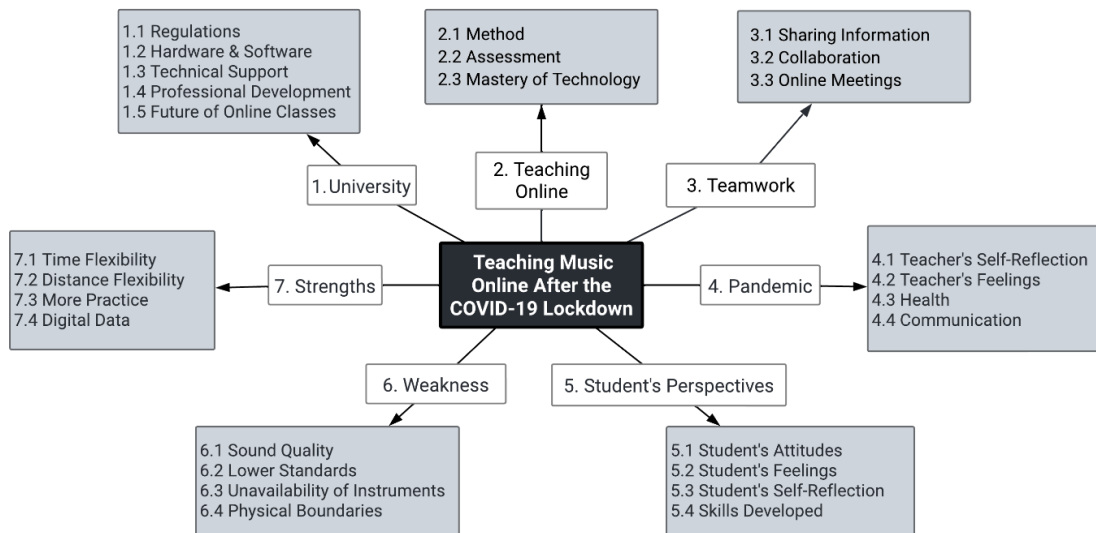 1.1 Regulations
1.2 Hardware & Software
1.3 Technical Support
1.4 Professional Development
1.5 Future of Online Classes
2.1 Method
2.2 Assessment
2.3 Mastery of Technology
3.1 Sharing Information
3.2 Collaboration
3.3 Online Meetings
1. University
2. Teaching
Online
3. Teamwork
7.1 Time Flexibility
7.2 Distance Flexibility
7.3 More Practice
7.4 Digital Data
7. Strengths
Teaching Music
Online After the
COVID-19 Lockdown
4. Pandemic
4.1 Teacher's Self-Reflection
4.2 Teacher's Feelings
4.3 Health
4.4 Communication
6. Weakness
5. Student's Perspectives
6.1 Sound Quality
6.2 Lower Standards
6.3 Unavailability of Instruments
6.4 Physical Boundaries
5.1 Student's Attitudes
5.2 Student's Feelings
5.3 Student's Self-Reflection
5.4 Skills Developed